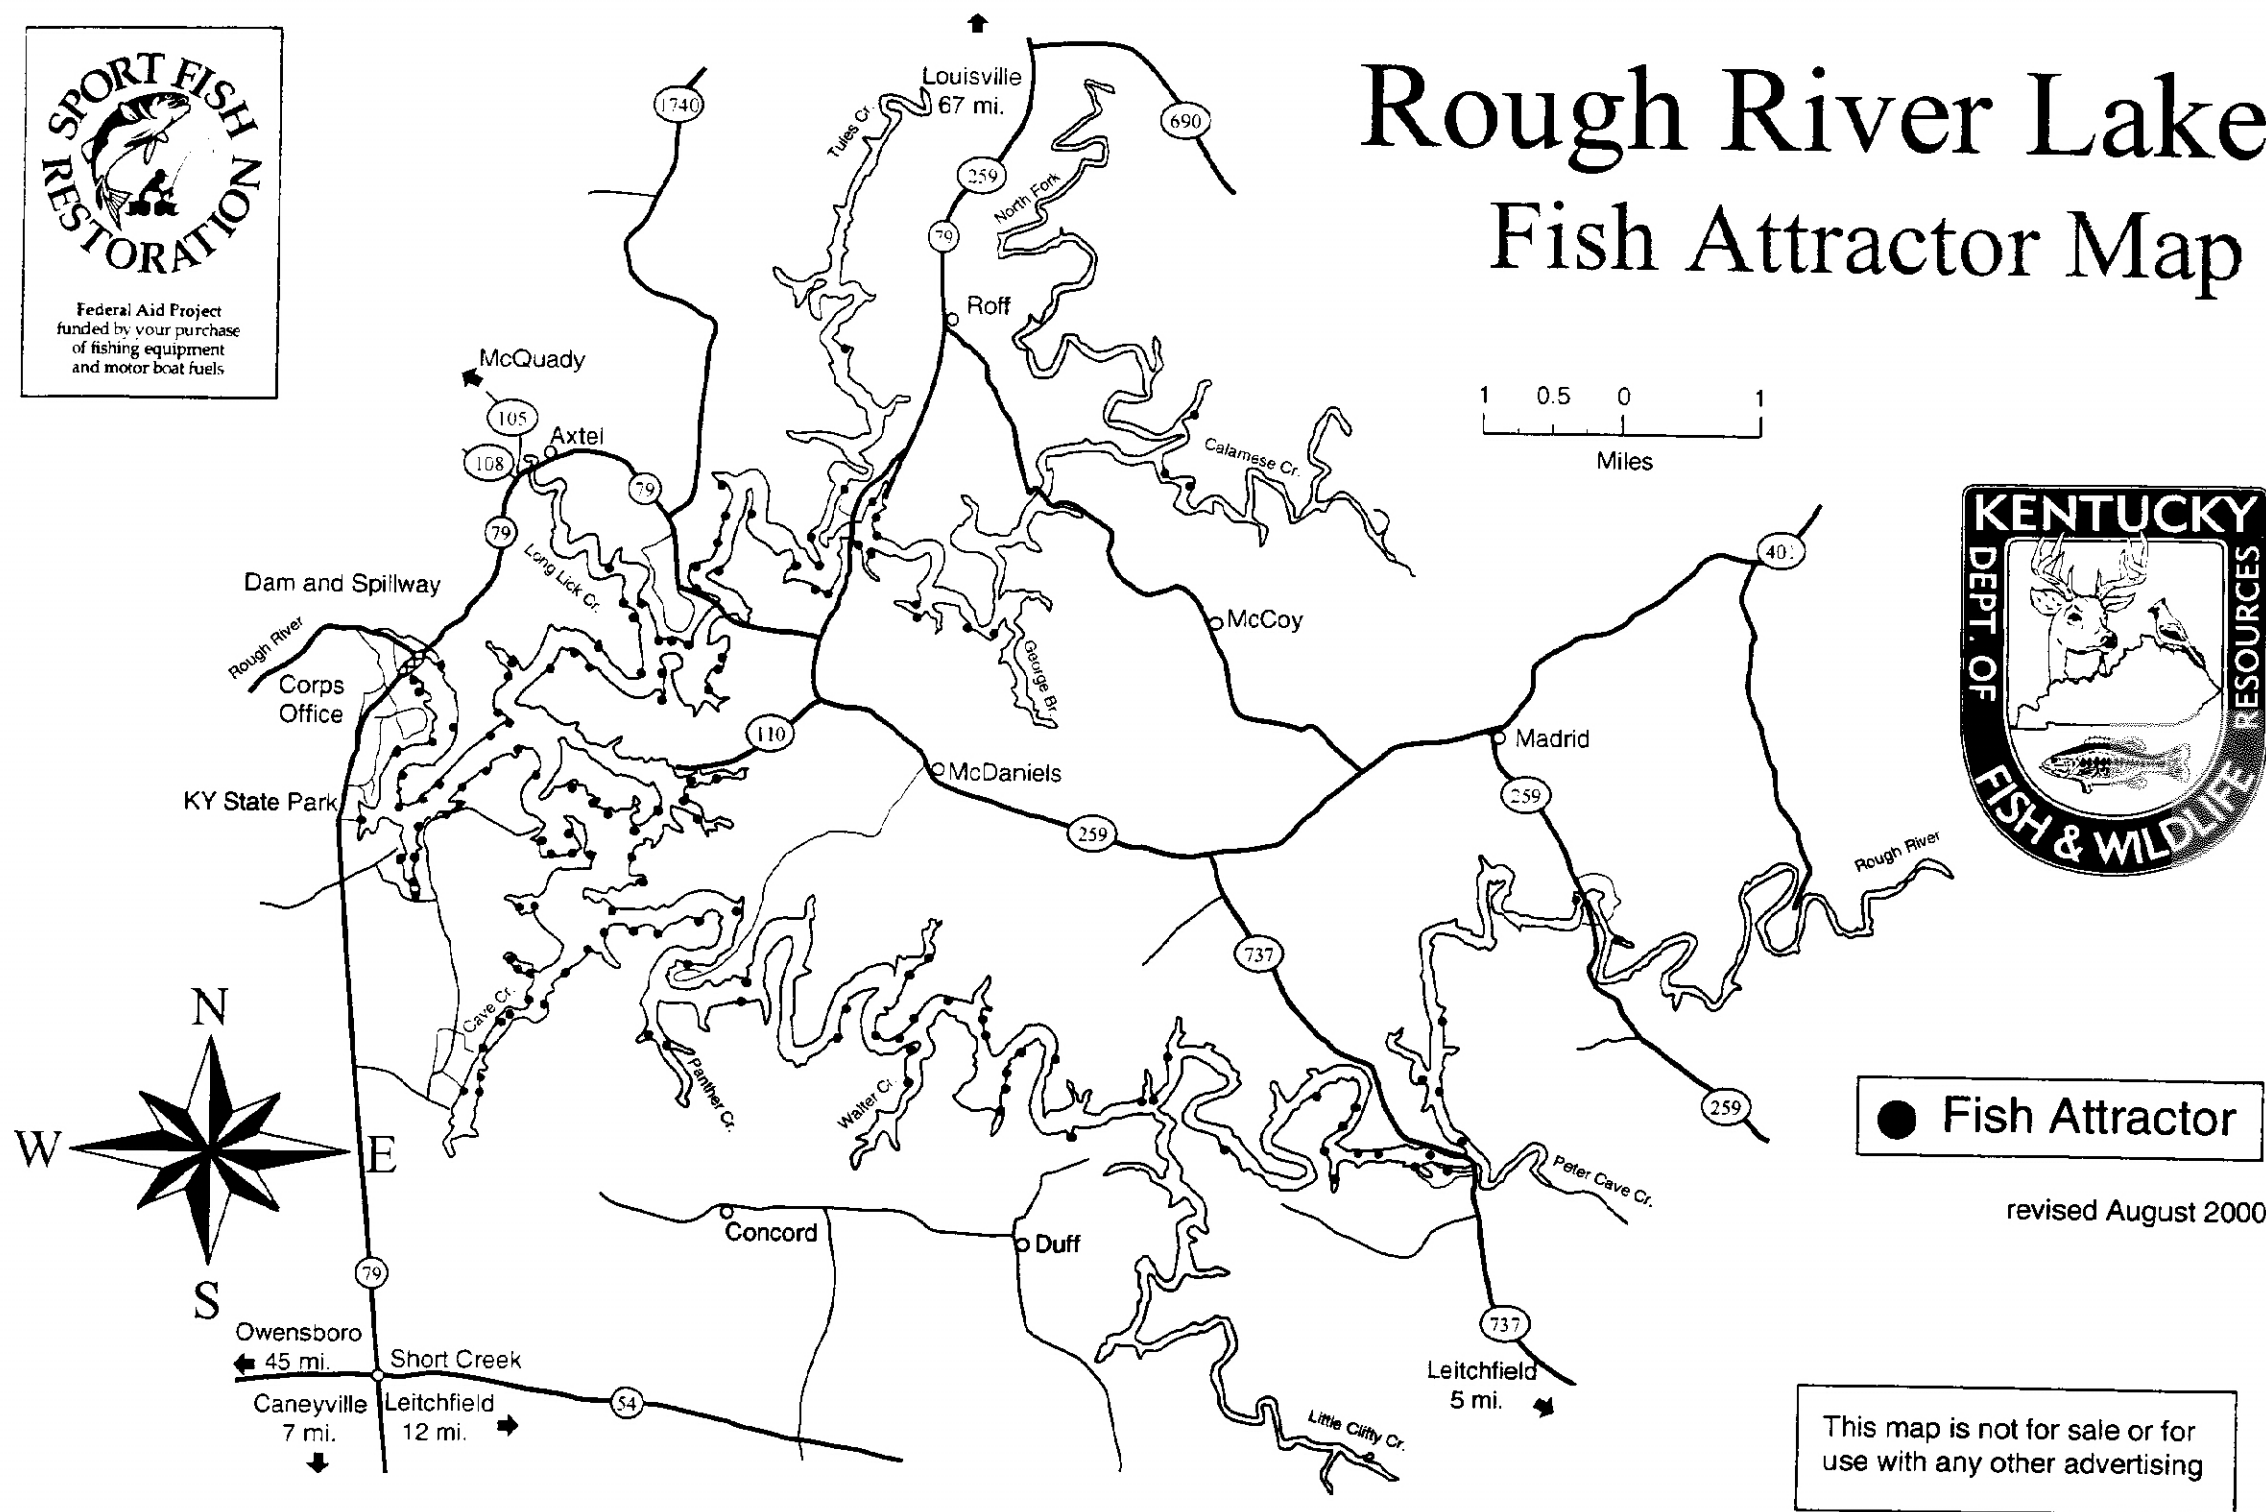 Rough River Lake
Fish Attractor Map
SPORT FISH
RESTORATION
Federal Aid Project
funded by your purchase
of fishing equipment
and motor boat fuels
Louisville
67 mi.
1740
690
259
79
Tules Cr.
North Fork
Roff
McQuady
105
Axtel
108
79
79
Calamese Cr.
1 0.5 0 1
Miles
KENTUCKY
DEPT. OF
FISH & WILDLIFE
RESOURCES
Long Lick Cr.
Dam and Spillway
Rough River
Corps
Office
KY State Park
George Br.
McCoy
401
110
McDaniels
Madrid
259
259
Rough River
737
Cave Cr.
Panther Cr.
Walter Cr.
N
W
E
S
259
Peter Cave Cr.
Fish Attractor
revised August 2000
Concord
Duff
79
Owensboro
45 mi.
Short Creek
Caneyville
7 mi.
Leitchfield
12 mi.
54
737
Leitchfield
5 mi.
Little Clifty Cr.
This map is not for sale or for
use with any other advertising